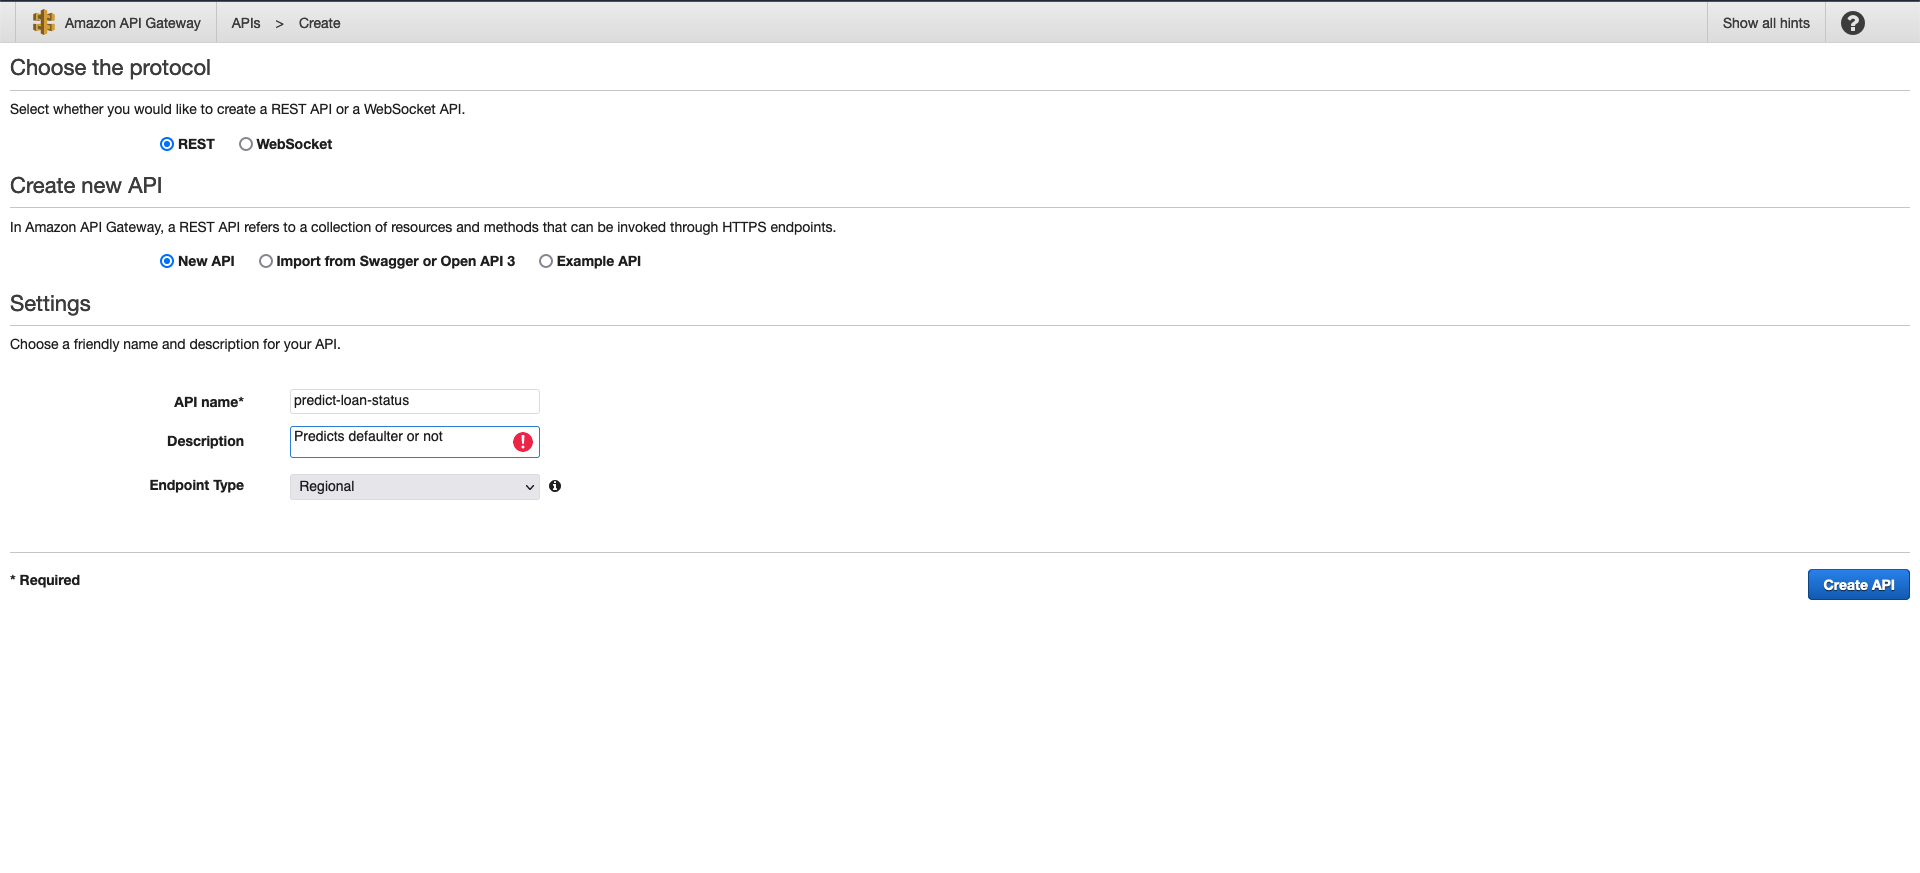 Amazon API Gateway APIs > Create Show all hints ?
Choose the protocol
Select whether you would like to create a REST API or a WebSocket API.
REST WebSocket
Create new API
In Amazon API Gateway, a REST API refers to a collection of resources and methods that can be invoked through HTTPS endpoints.
New API Import from Swagger or Open API 3 Example API
Settings
Choose a friendly name and description for your API.
API name* predict-loan-status
Description Predicts defaulter or not
Endpoint Type Regional
* Required Create API